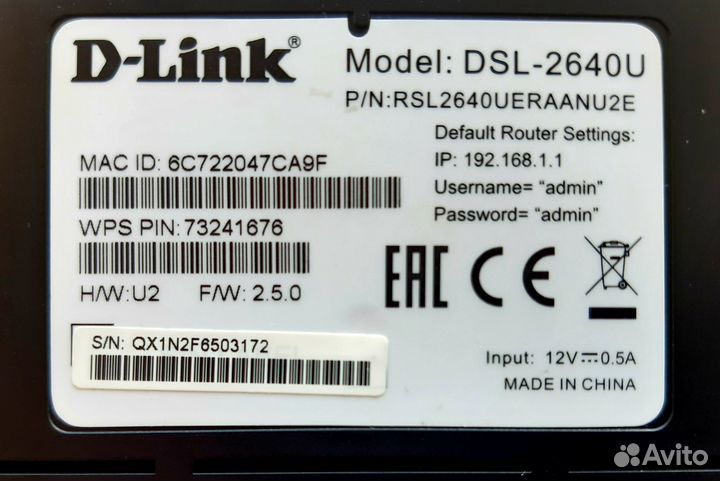 D-Link®
Model: DSL-2640U
P/N:RSL2640UERAANU2E
Default Router Settings:
IP: 192.168.1.1
Username= “admin”
Password= “admin”
MAC ID: 6C722047CA9F
WPS PIN:73241676
H/W:U2 F/W: 2.5.0
EAC CE
S/N: QX1N2F6503172
Input: 12V⎓0.5A
MADE IN CHINA
Avito